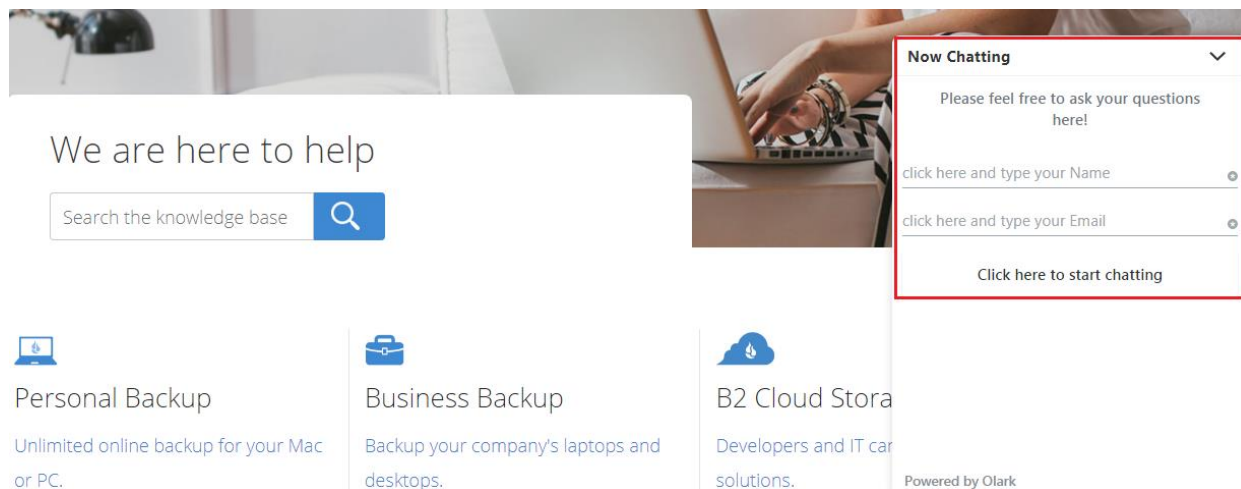 We are here to help
Search the knowledge base
Now Chatting
Please feel free to ask your questions
here!
click here and type your Name
click here and type your Email
Click here to start chatting
Personal Backup
Unlimited online backup for your Mac
or PC.
Business Backup
Backup your company's laptops and
desktops.
B2 Cloud Stora
Developers and IT car
solutions.
Powered by Olark